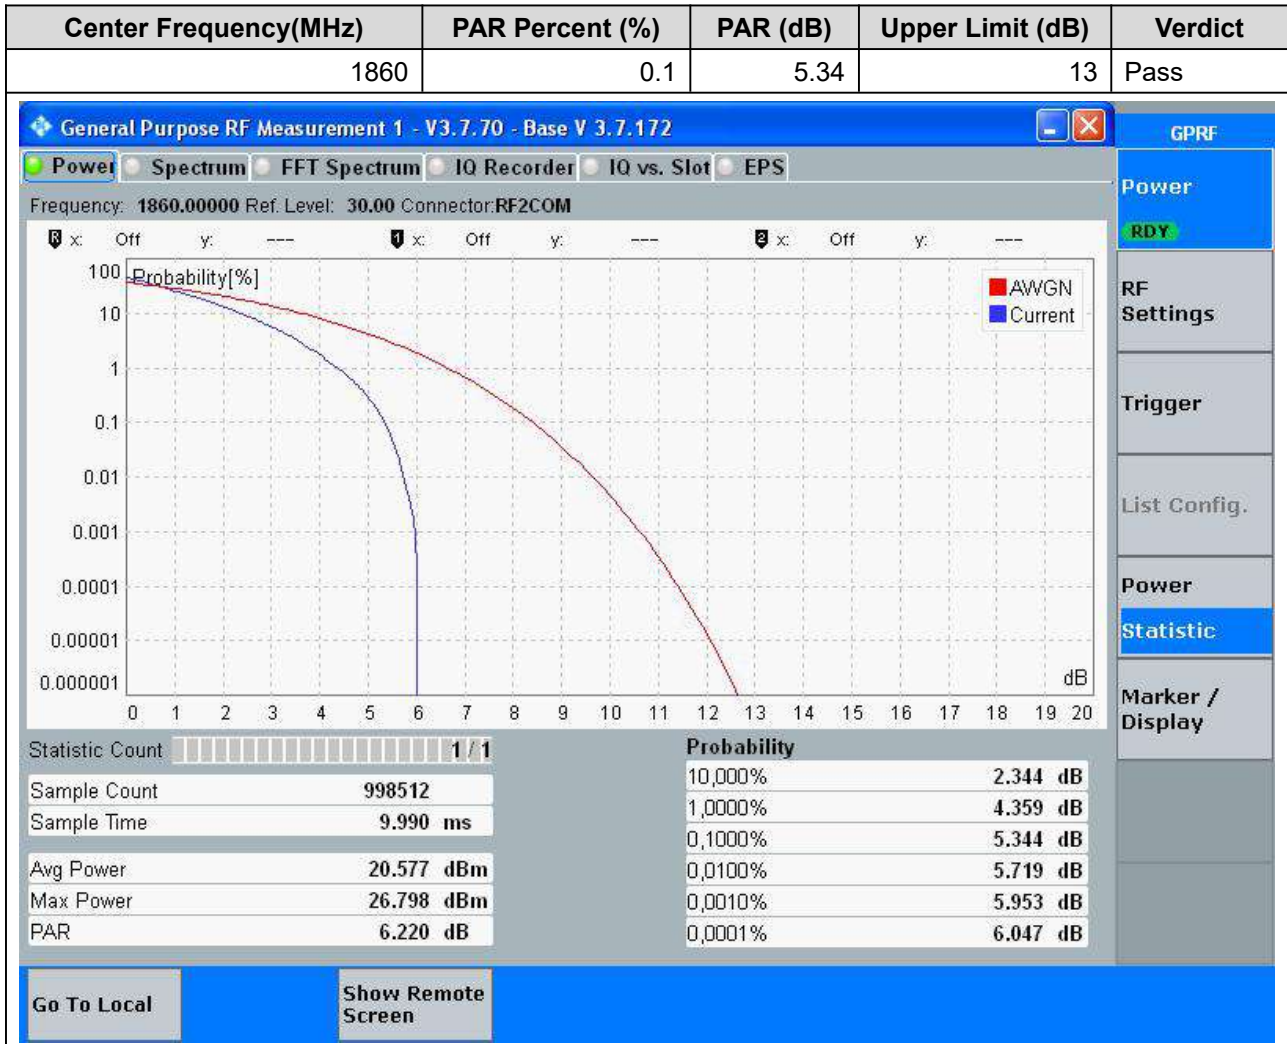 Center Frequency(MHz) PAR Percent (%) PAR (dB) Upper Limit (dB) Verdict
1860 0.1 5.34 13 Pass
General Purpose RF Measurement 1 - V3.7.70 - Base V 3.7.172
GPRF
Power Spectrum FFT Spectrum IQ Recorder IQ vs. Slot EPS
Power
RDY
Frequency: 1860.00000 Ref. Level: 30.00 Connector:RF2COM
R x: Off y: --- 1 x: Off y: --- 2 x: Off y: ---
100 Probability[%]
10
1
0.1
0.01
0.001
0.0001
0.00001
0.000001
AWGN
Current
dB
0 1 2 3 4 5 6 7 8 9 10 11 12 13 14 15 16 17 18 19 20
RF
Settings
Trigger
List Config.
Power
Statistic
Marker /
Display
Statistic Count 1 / 1
Sample Count 998512
Sample Time 9.990 ms
Avg Power 20.577 dBm
Max Power 26.798 dBm
PAR 6.220 dB
Probability
10,000% 2.344 dB
1,0000% 4.359 dB
0,1000% 5.344 dB
0,0100% 5.719 dB
0,0010% 5.953 dB
0,0001% 6.047 dB
Go To Local
Show Remote
Screen